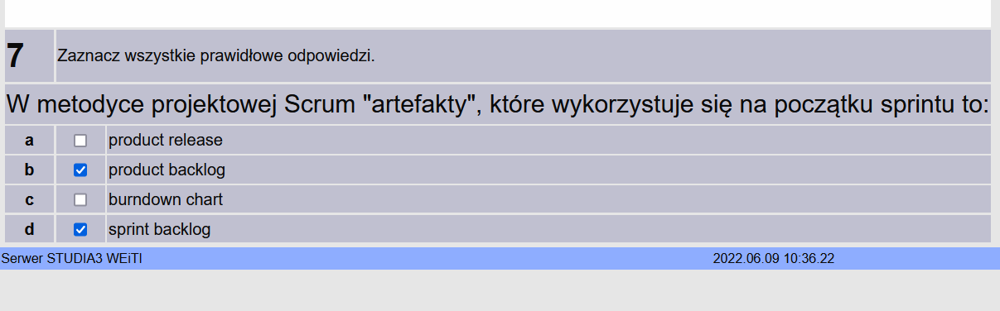 7 Zaznacz wszystkie prawidłowe odpowiedzi.
W metodyce projektowej Scrum "artefakty", które wykorzystuje się na początku sprintu to:
a product release
b product backlog
c burndown chart
d sprint backlog
Serwer STUDIA3 WEiTI 2022.06.09 10:36.22